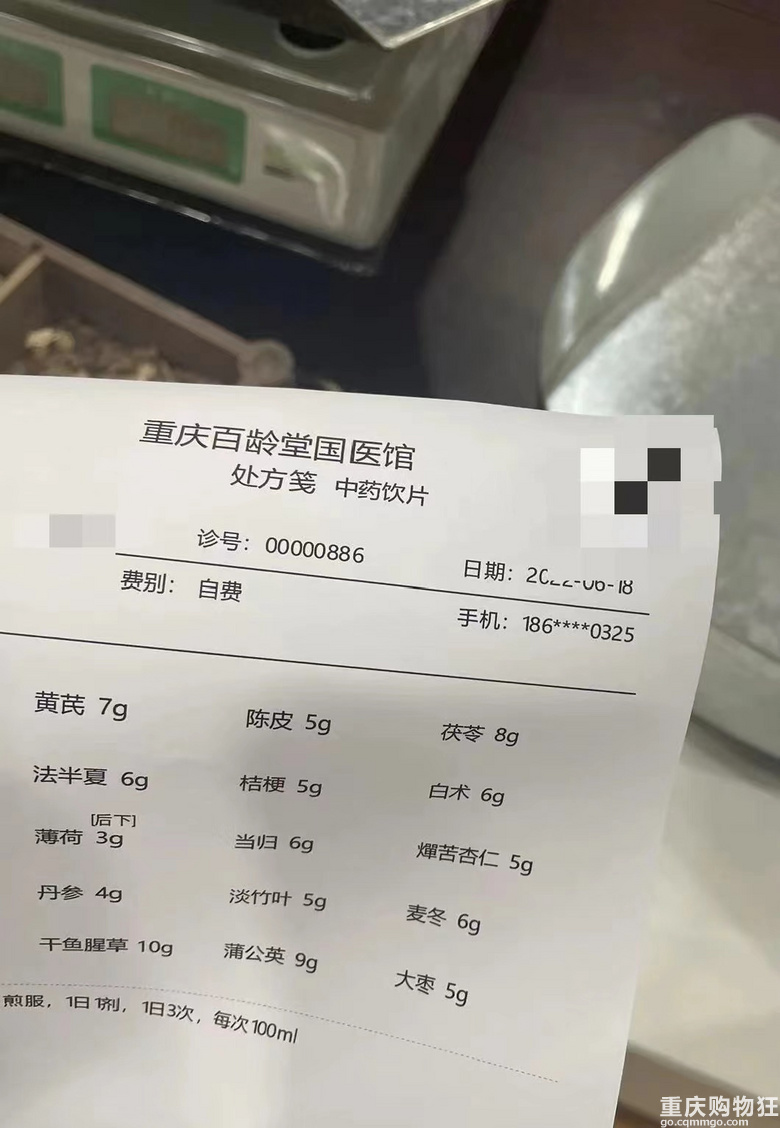 重庆百龄堂国医馆
处方笺 中药饮片
诊号：00000886
日期：2022-06-18
费别：自费
手机：186****0325
黄芪 7g 陈皮 5g 茯苓 8g
法半夏 6g 桔梗 5g 白术 6g
[后下]
薄荷 3g 当归 6g 燀苦杏仁 5g
丹参 4g 淡竹叶 5g 麦冬 6g
干鱼腥草 10g 蒲公英 9g 大枣 5g
煎服，1日1剂，1日3次，每次100ml
重庆购物狂
go.cqmmgo.com